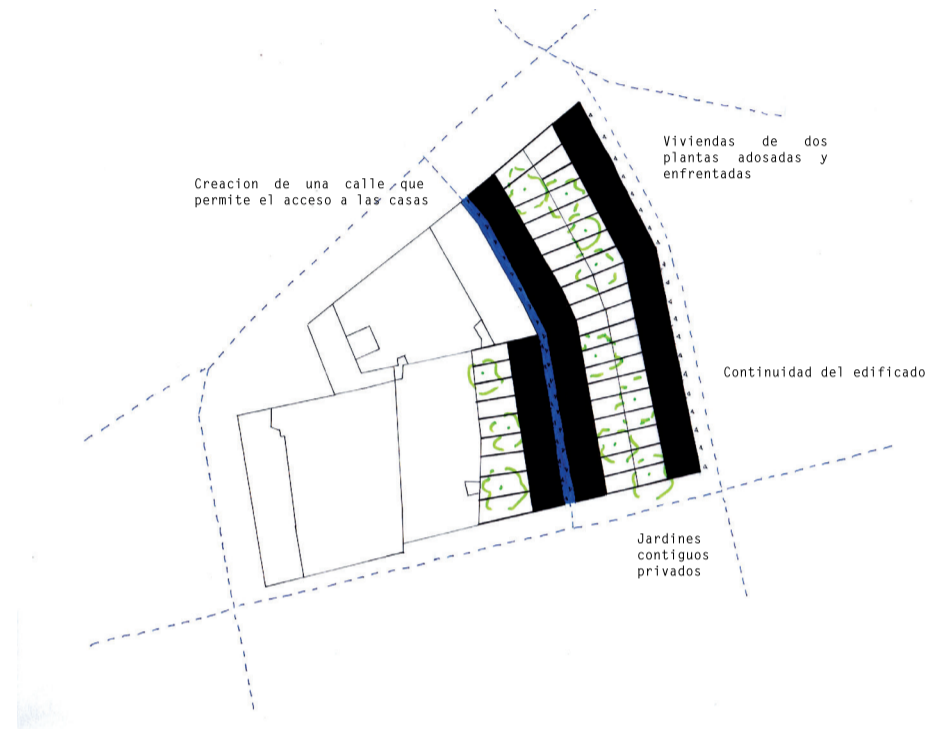 Viviendas de dos
plantas adosadas y
enfrentadas
Creacion de una calle que
permite el acceso a las casas
Continuidad del edificado
Jardines
contiguos
privados